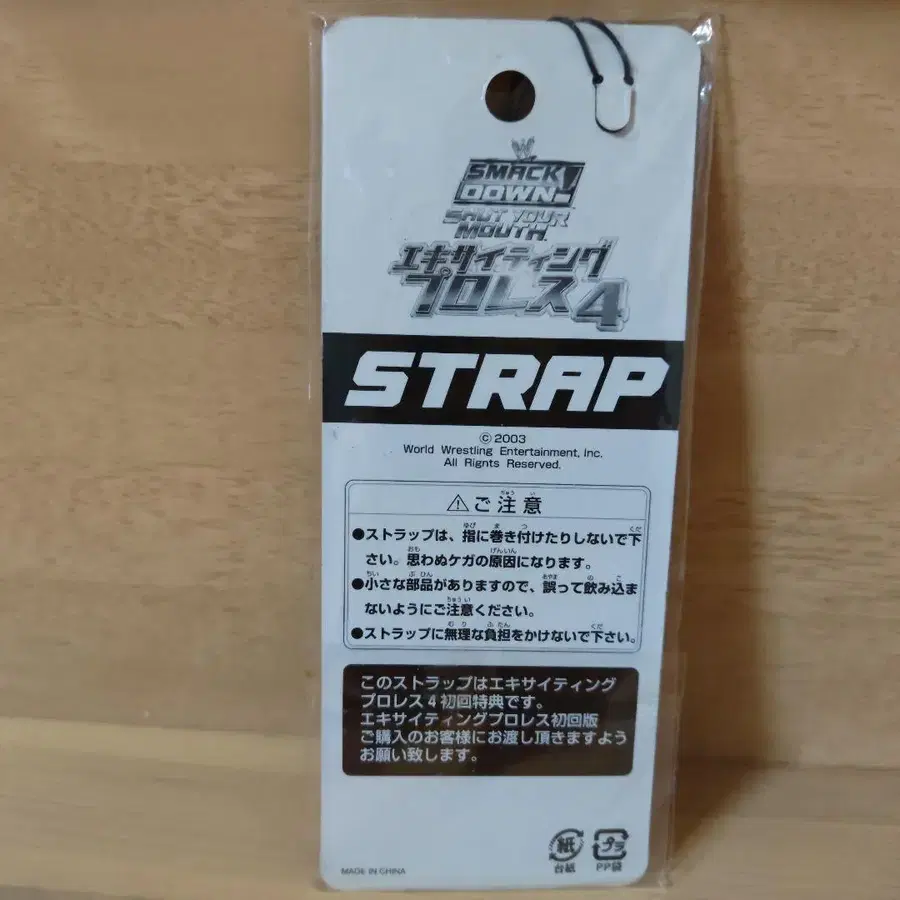 SMACK
DOWN!
SHUT YOUR
MOUTH
エキサイティング
プロレス4
STRAP
© 2003
World Wrestling Entertainment, Inc.
All Rignts Reserved.
⚠ご注意
●ストラップは、指に巻き付けたりしないで下
さい。思わぬケガの原因になります。
●小さな部品がありますので、誤って飲み込ま
ないようにご注意ください。
●ストラップに無理な負担をかけないで下さい。
このストラップはエキサイティング
プロレス4初回特典です。
エキサイティングプロレス初回版
ご購入のお客様にお渡し頂きますよう
お願い致します。
紙
プラ
台紙
PP袋
MADE IN CHINA